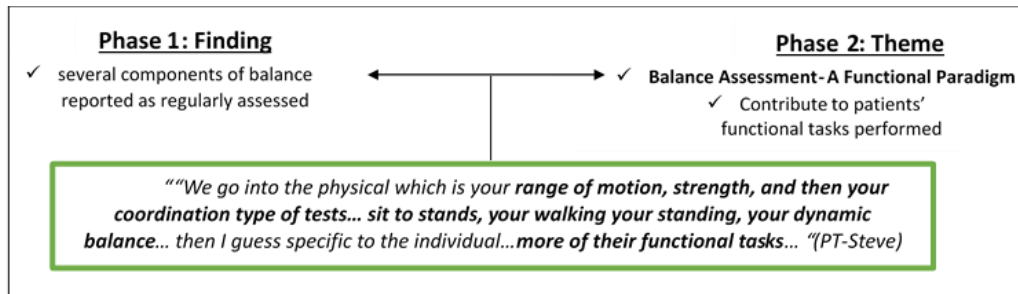 Phase 1: Finding
✓ several components of balance
reported as regularly assessed
Phase 2: Theme
✓ Balance Assessment-A Functional Paradigm
✓ Contribute to patients’
functional tasks performed
““We go into the physical which is your range of motion, strength, and then your
coordination type of tests… sit to stands, your walking your standing, your dynamic
balance… then I guess specific to the individual…more of their functional tasks… “(PT-Steve)